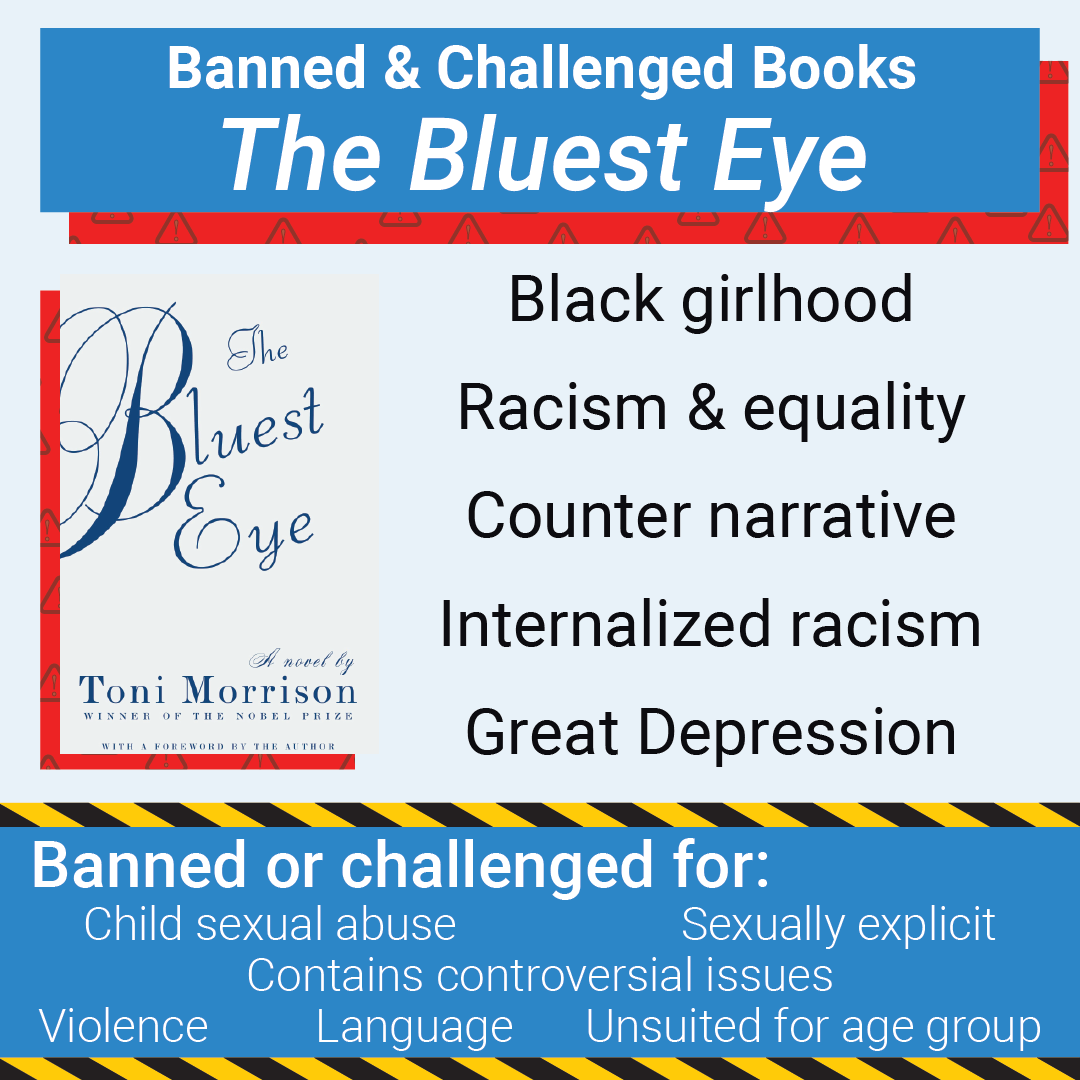 Banned & Challenged Books
The Bluest Eye
The
Bluest
Eye
A novel by
Toni Morrison
WINNER OF THE NOBEL PRIZE
WITH A FOREWORD BY THE AUTHOR
Black girlhood
Racism & equality
Counter narrative
Internalized racism
Great Depression
Banned or challenged for:
Child sexual abuse Sexually explicit
Contains controversial issues
Violence Language Unsuited for age group